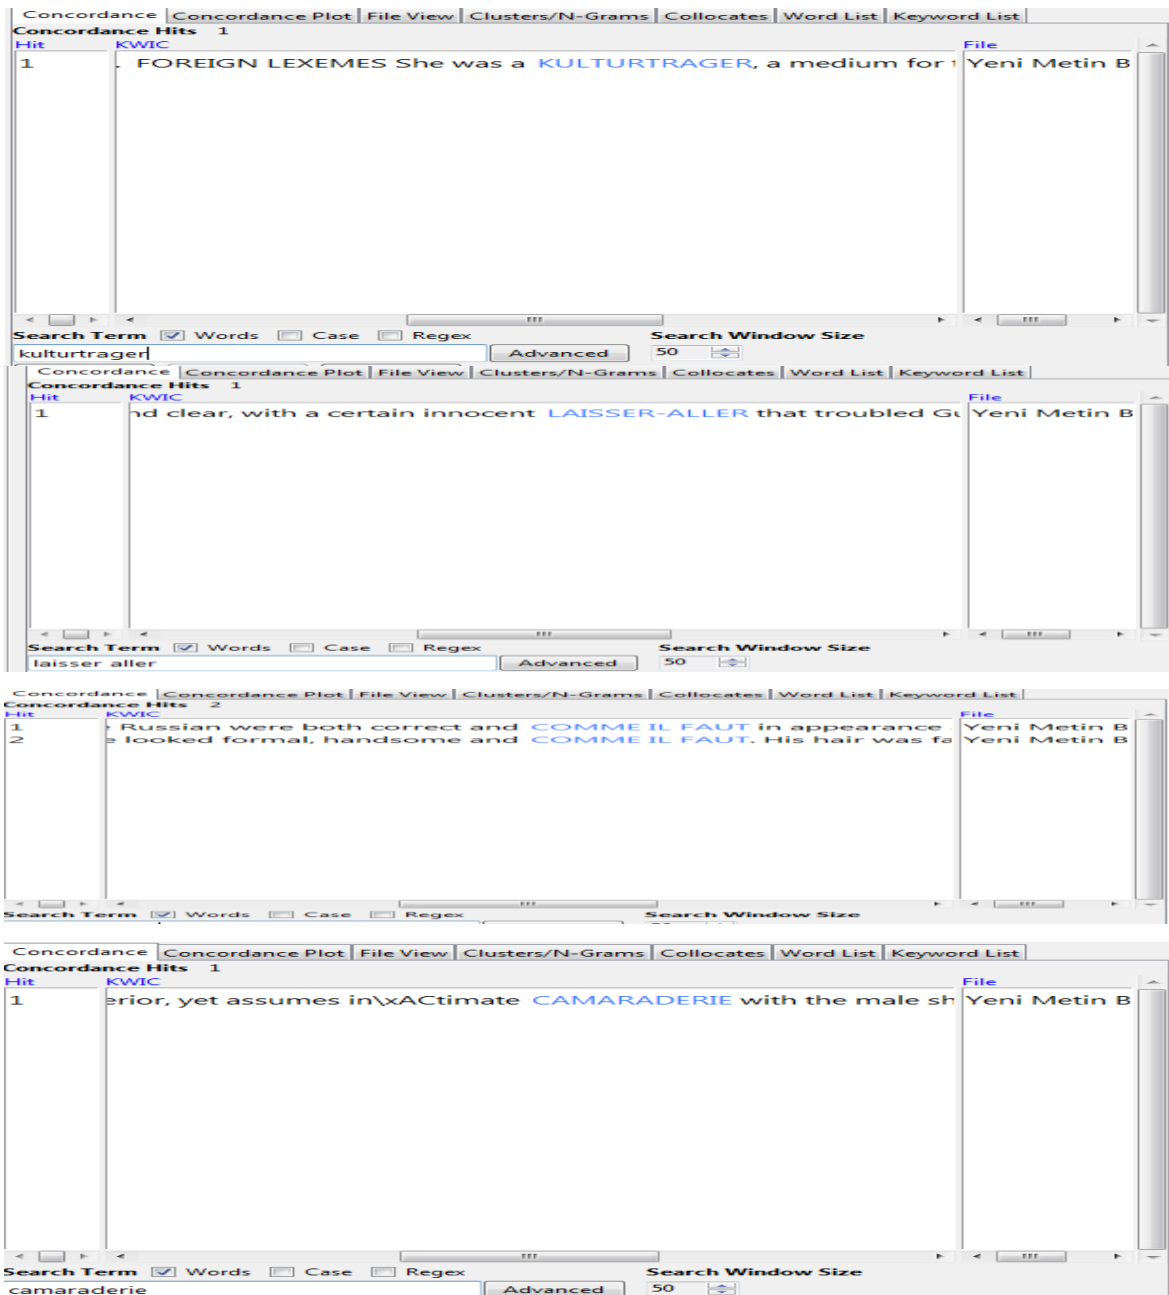 Concordance Concordance Plot File View Clusters/N-Grams Collocates Word List Keyword List
Concordance Hits 1
Hit KWIC File
1 . FOREIGN LEXEMES She was a KULTURTRAGER, a medium for t Yeni Metin B
Search Term Words Case Regex Search Window Size
kulturtrager Advanced 50
Concordance Concordance Plot File View Clusters/N-Grams Collocates Word List Keyword List
Concordance Hits 1
Hit KWIC File
1 nd clear, with a certain innocent LAISSER-ALLER that troubled Gu Yeni Metin B
Search Term Words Case Regex Search Window Size
laisser aller Advanced 50
Concordance Concordance Plot File View Clusters/N-Grams Collocates Word List Keyword List
Concordance Hits 2
Hit KWIC File
1 e Russian were both correct and COMME IL FAUT in appearance Yeni Metin B
2 e looked formal, handsome and COMME IL FAUT. His hair was fa Yeni Metin B
Search Term Words Case Regex Search Window Size
Concordance Concordance Plot File View Clusters/N-Grams Collocates Word List Keyword List
Concordance Hits 1
Hit KWIC File
1 erior, yet assumes in\xACtimate CAMARADERIE with the male sh Yeni Metin B
Search Term Words Case Regex Search Window Size
camaraderie Advanced 50